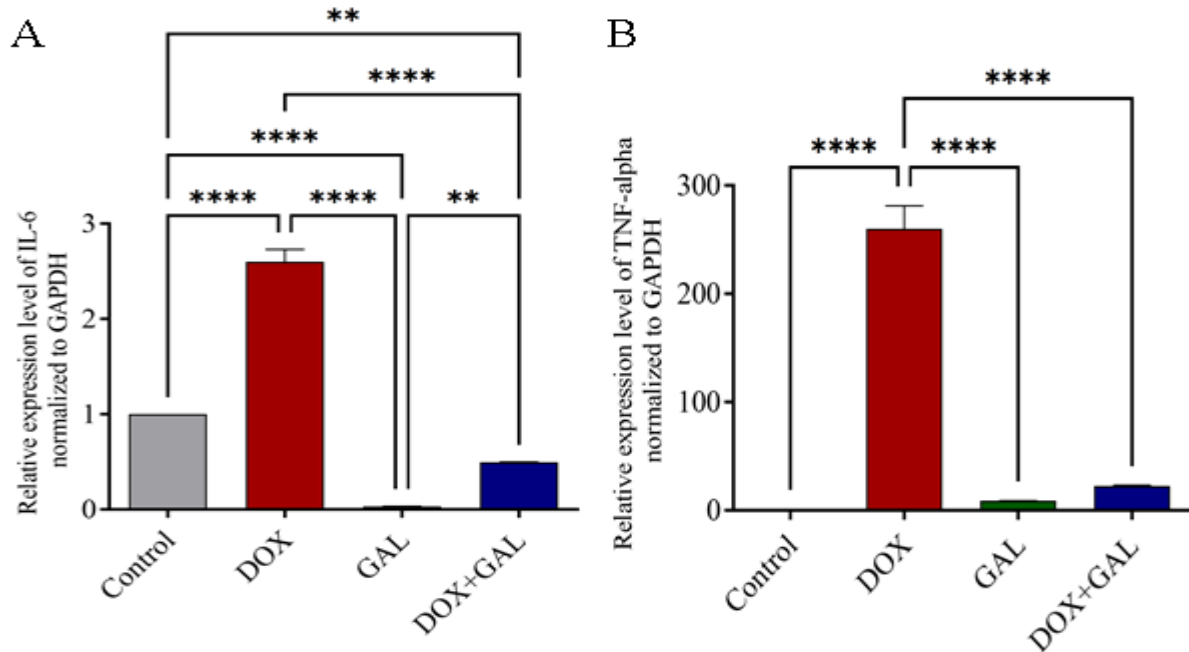 A
**
****
****
****
****
**
Relative expression level of IL-6
normalized to GAPDH
3
2
1
0
Control
DOX
GAL
DOX+GAL
B
****
****
****
Relative expression level of TNF-alpha
normalized to GAPDH
300
200
100
0
Control
DOX
GAL
DOX+GAL